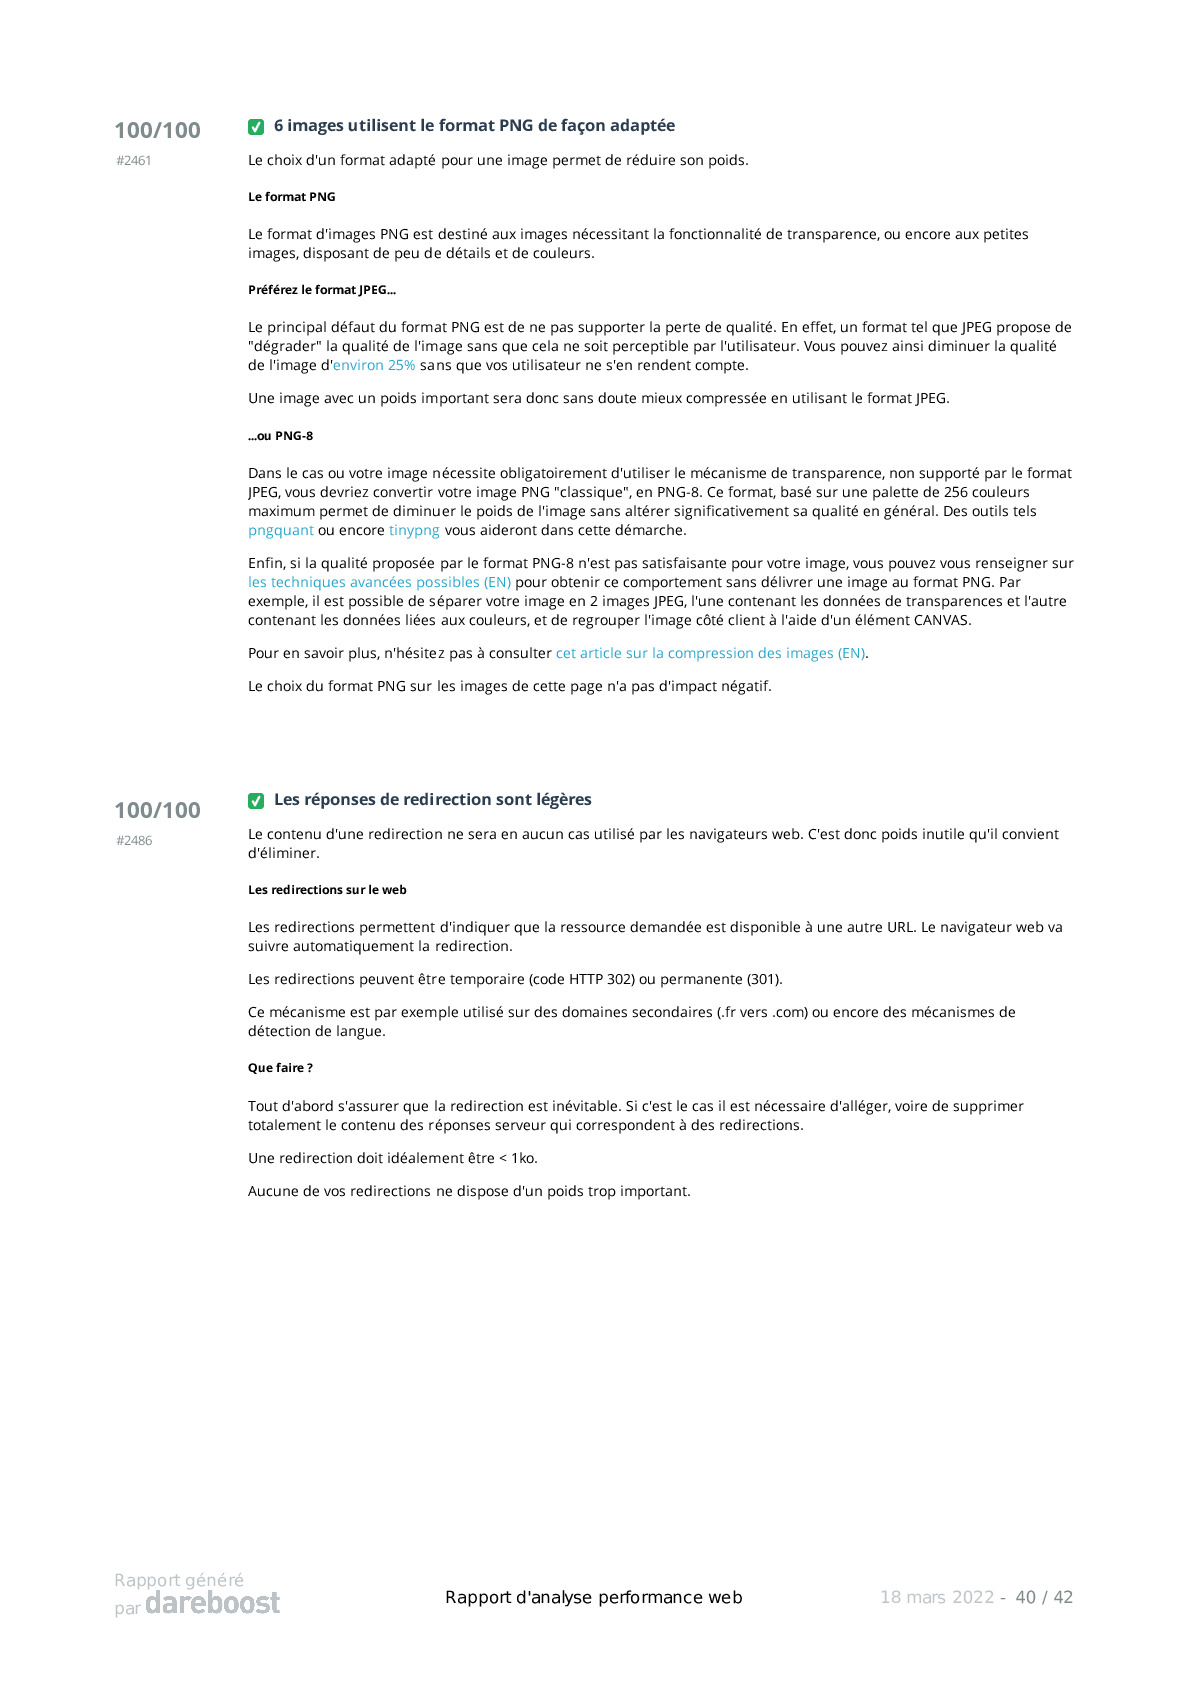 100/100
#2461
6 images utilisent le format PNG de façon adaptée
Le choix d'un format adapté pour une image permet de réduire son poids.
Le format PNG
Le format d'images PNG est destiné aux images nécessitant la fonctionnalité de transparence, ou encore aux petites
images, disposant de peu de détails et de couleurs.
Préférez le format JPEG...
Le principal défaut du format PNG est de ne pas supporter la perte de qualité. En effet, un format tel que JPEG propose de
"dégrader" la qualité de l'image sans que cela ne soit perceptible par l'utilisateur. Vous pouvez ainsi diminuer la qualité
de l'image d'environ 25% sans que vos utilisateur ne s'en rendent compte.
Une image avec un poids important sera donc sans doute mieux compressée en utilisant le format JPEG.
...ou PNG-8
Dans le cas ou votre image nécessite obligatoirement d'utiliser le mécanisme de transparence, non supporté par le format
JPEG, vous devriez convertir votre image PNG "classique", en PNG-8. Ce format, basé sur une palette de 256 couleurs
maximum permet de diminuer le poids de l'image sans altérer significativement sa qualité en général. Des outils tels
pngquant ou encore tinypng vous aideront dans cette démarche.
Enfin, si la qualité proposée par le format PNG-8 n'est pas satisfaisante pour votre image, vous pouvez vous renseigner sur
les techniques avancées possibles (EN) pour obtenir ce comportement sans délivrer une image au format PNG. Par
exemple, il est possible de séparer votre image en 2 images JPEG, l'une contenant les données de transparences et l'autre
contenant les données liées aux couleurs, et de regrouper l'image côté client à l'aide d'un élément CANVAS.
Pour en savoir plus, n'hésitez pas à consulter cet article sur la compression des images (EN).
Le choix du format PNG sur les images de cette page n'a pas d'impact négatif.
100/100
#2486
Les réponses de redirection sont légères
Le contenu d'une redirection ne sera en aucun cas utilisé par les navigateurs web. C'est donc poids inutile qu'il convient
d'éliminer.
Les redirections sur le web
Les redirections permettent d'indiquer que la ressource demandée est disponible à une autre URL. Le navigateur web va
suivre automatiquement la redirection.
Les redirections peuvent être temporaire (code HTTP 302) ou permanente (301).
Ce mécanisme est par exemple utilisé sur des domaines secondaires (.fr vers .com) ou encore des mécanismes de
détection de langue.
Que faire ?
Tout d'abord s'assurer que la redirection est inévitable. Si c'est le cas il est nécessaire d'alléger, voire de supprimer
totalement le contenu des réponses serveur qui correspondent à des redirections.
Une redirection doit idéalement être < 1ko.
Aucune de vos redirections ne dispose d'un poids trop important.
Rapport généré
par dareboost
Rapport d'analyse performance web
18 mars 2022 - 40 / 42